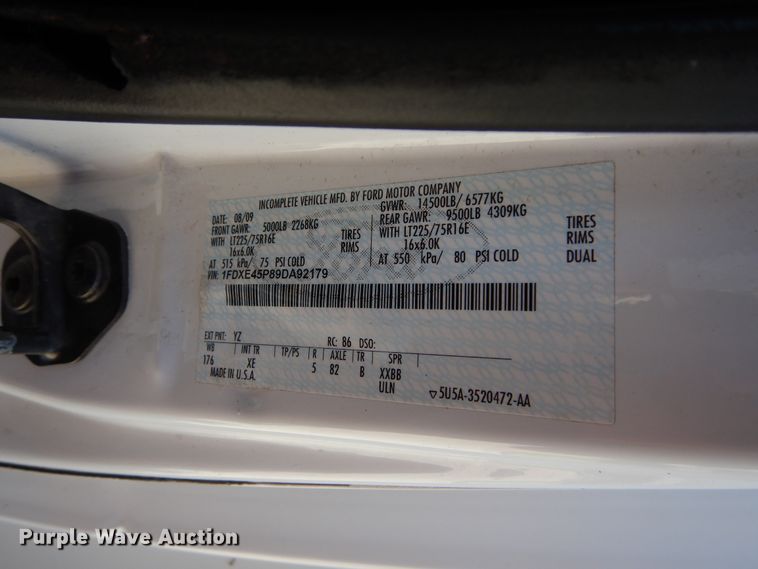 INCOMPLETE VEHICLE MFD. BY FORD MOTOR COMPANY
DATE: 08/09 GVWR: 14500LB/ 6577KG
FRONT GAWR: 5000LB 2268KG REAR GAWR: 9500LB 4309KG
WITH LT225/75R16E TIRES WITH LT225/75R16E TIRES
16x6.0K RIMS 16x6.0K RIMS
AT 515 kPa/ 75 PSI COLD AT 550 kPa/ 80 PSI COLD DUAL
VIN: 1FDXE45P89DA92179
EXT PNT: YZ RC: 86 DSO:
WB INT TR TP/PS R AXLE TR SPR
176 XE 5 82 B XXBB
MADE IN U.S.A. ULN
▽5U5A-3520472-AA
Purple Wave Auction